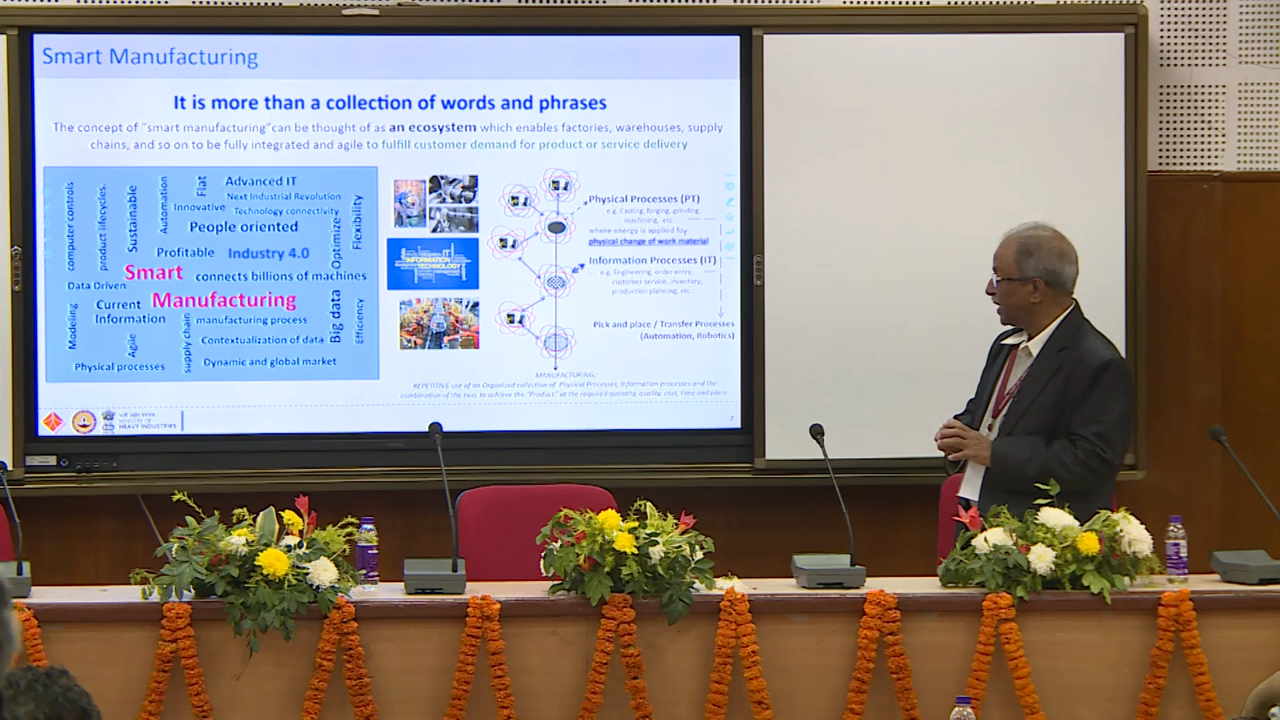 Smart Manufacturing
It is more than a collection of words and phrases
The concept of "smart manufacturing"can be thought of as an ecosystem which enables factories, warehouses, supply
chains, and so on to be fully integrated and agile to fulfill customer demand for product or service delivery
computer controls
product lifecycles.
Sustainable
Automation
Flat
Advanced IT
Next Industrial Revolution
Innovative
Technology connectivity
People oriented
Optimize
Flexibility
Profitable
Industry 4.0
Smart
connects billions of machines
Data Driven
Manufacturing
Current
Information
Modeling
Agile
supply chain
manufacturing process
Big data
Efficiency
Contextualization of data
Physical processes
Dynamic and global market
INFORMATION
TECHNOLOGY
Physical Processes (PT)
e.g. Casting, forging, grinding,
machining, etc.
where energy is applied for
physical change of work material
Information Processes (IT)
e.g. Engineering, order entry,
customer service, inventory,
production planning, etc.
Pick and place / Transfer Processes
(Automation, Robotics)
MANUFACTURING:
REPETITIVE use of an Organized collection of Physical Processes, Information processes and the
combination of the two, to achieve the "Product" at the required quantity, quality, cost, time and place
MINISTRY OF
HEAVY INDUSTRIES